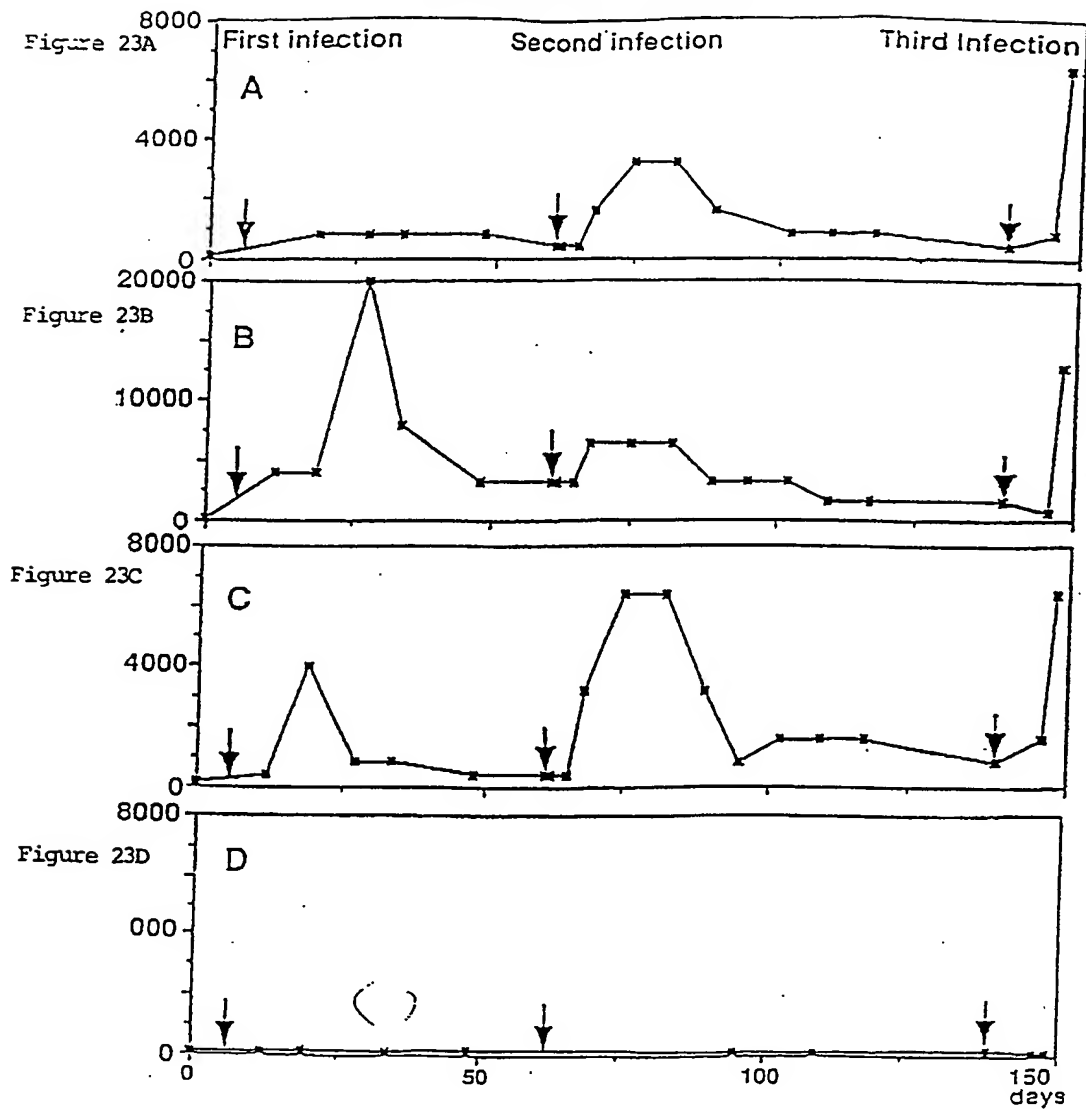 8000
Figure 23A First infection Second infection Third Infection
A
4000
0
20000
Figure 23B
B
10000
0
8000
Figure 23C
C
4000
0
8000
Figure 23D
D
000
0
0 50 100 150
days